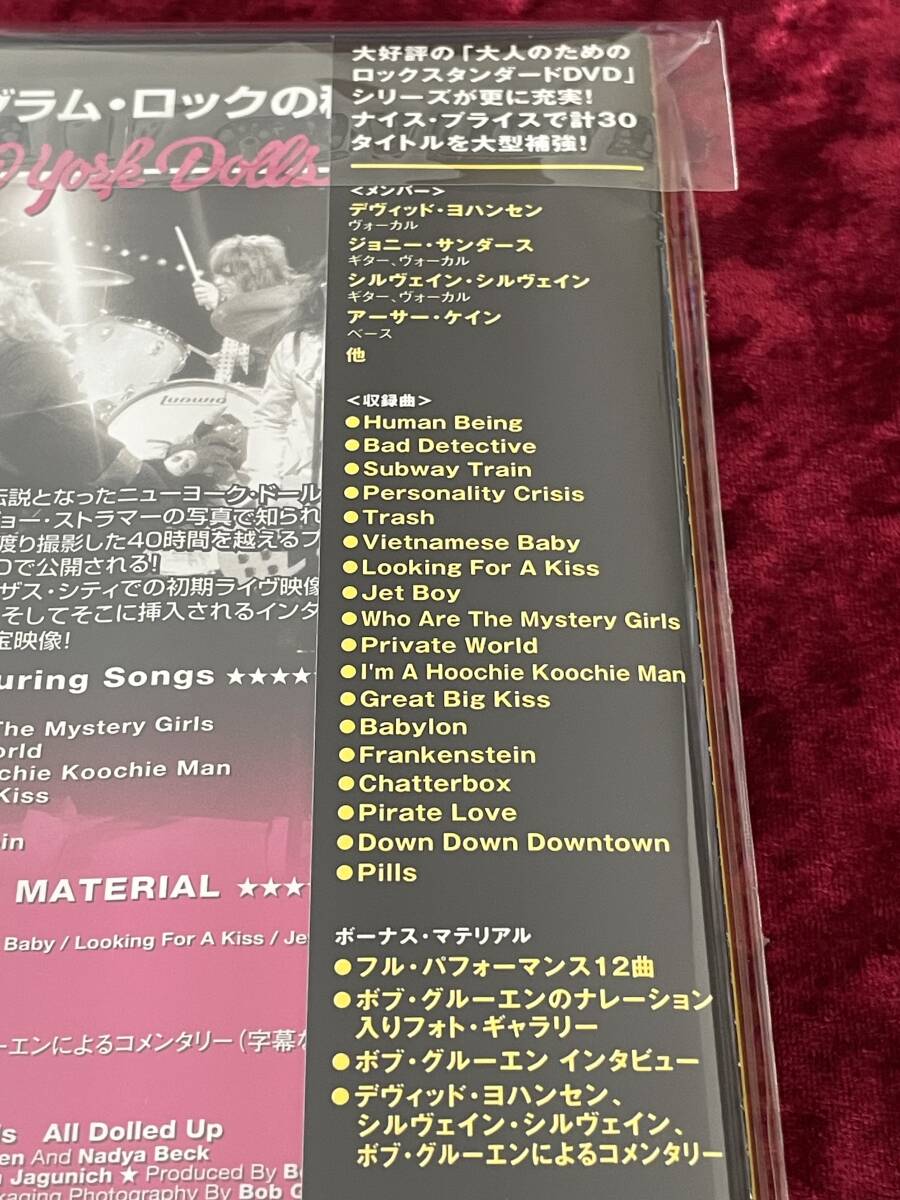 グラム・ロックの
York Dolls
LUDWIG
伝説となったニューヨーク・ドール
ョー・ストラマーの写真で知られ
渡り撮影した40時間を越えるフ
Dで公開される!
ザス・シティでの初期ライヴ映像
そしてそこに挿入されるインタ
宝映像!
uring Songs ★★★★
The Mystery Girls
orld
chie Koochie Man
Kiss
in
MATERIAL ★★★
Baby / Looking For A Kiss / Je
ーエンによるコメンタリー(字幕な
ls All Dolled Up
en And Nadya Beck
Jagunich ★ Produced By B
kaging Photography By Bob G
大好評の「大人のための
ロックスタンダードDVD」
シリーズが更に充実!
ナイス・プライスで計30
タイトルを大型補強!
<メンバー>
デヴィッド・ヨハンセン
ヴォーカル
ジョニー・サンダース
ギター、ヴォーカル
シルヴェイン・シルヴェイン
ギター、ヴォーカル
アーサー・ケイン
ベース
他
<収録曲>
●Human Being
●Bad Detective
●Subway Train
●Personality Crisis
●Trash
●Vietnamese Baby
●Looking For A Kiss
●Jet Boy
●Who Are The Mystery Girls
●Private World
●I'm A Hoochie Koochie Man
●Great Big Kiss
●Babylon
●Frankenstein
●Chatterbox
●Pirate Love
●Down Down Downtown
●Pills
ボーナス・マテリアル
●フル・パフォーマンス12曲
●ボブ・グルーエンのナレーション
入りフォト・ギャラリー
●ボブ・グルーエン インタビュー
●デヴィッド・ヨハンセン、
シルヴェイン・シルヴェイン、
ボブ・グルーエンによるコメンタリー